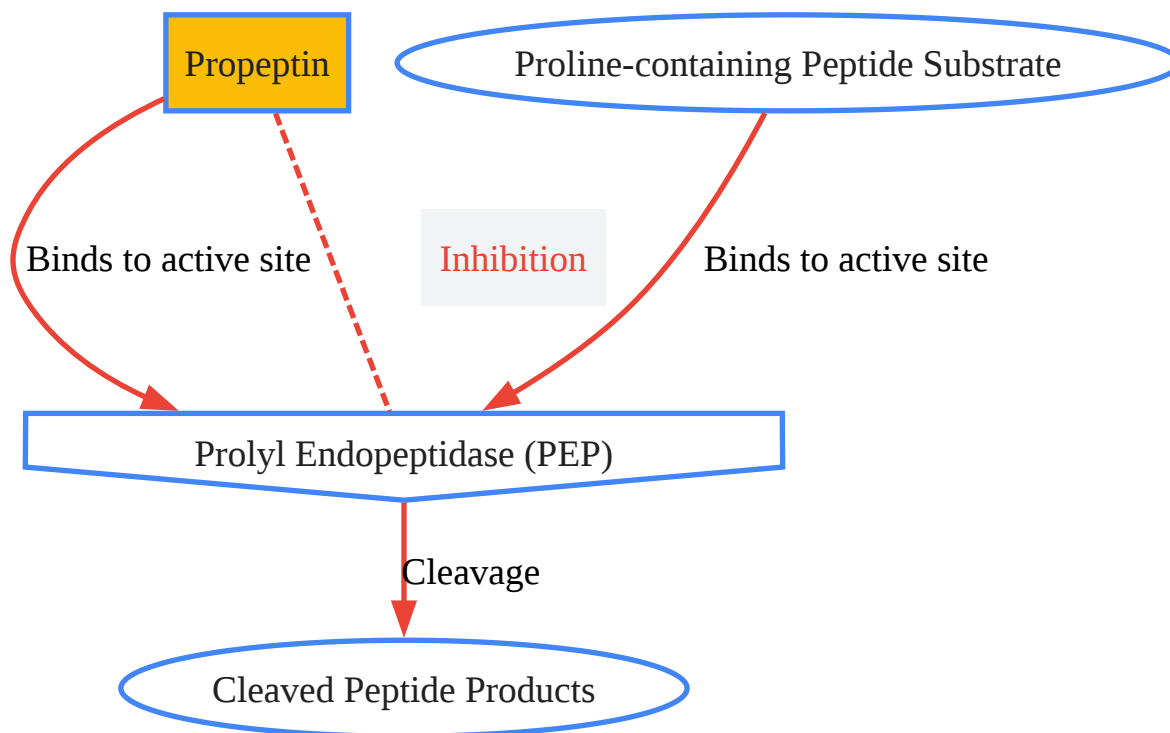 Propeptin
Proline-containing Peptide Substrate
Binds to active site
Inhibition
Binds to active site
Prolyl Endopeptidase (PEP)
Cleavage
Cleaved Peptide Products